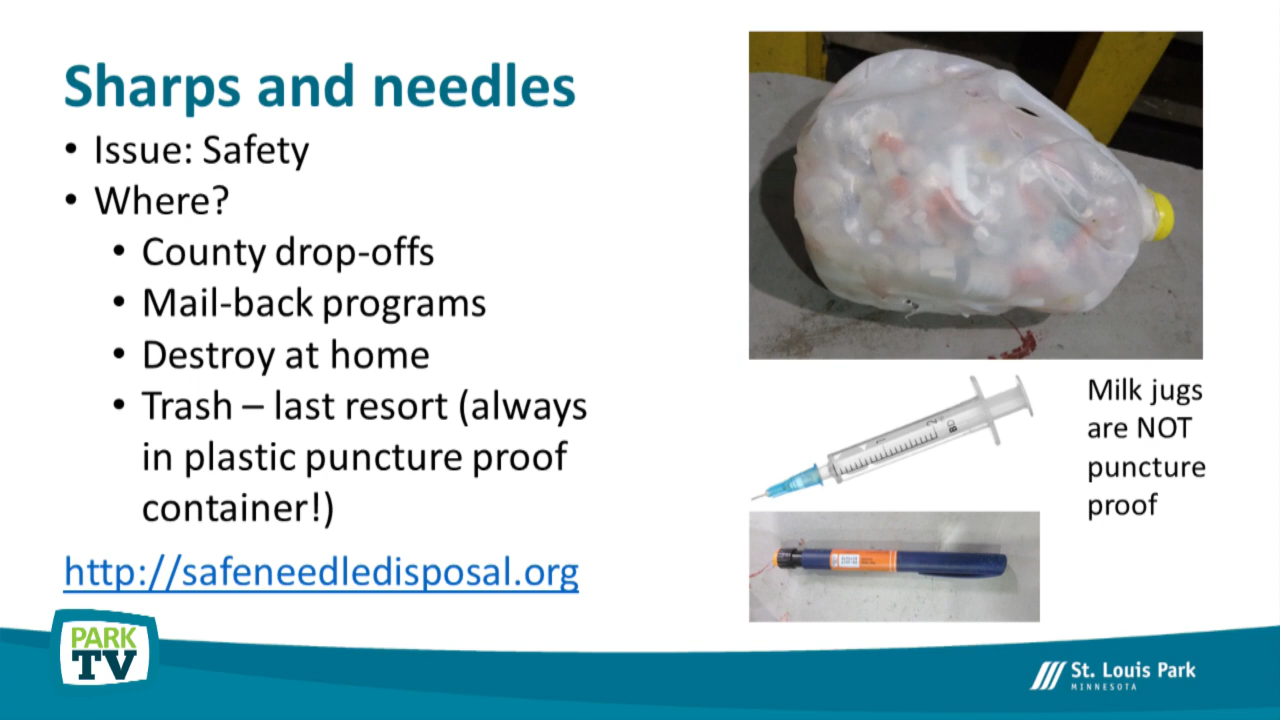 Sharps and needles
• Issue: Safety
• Where?
• County drop-offs
• Mail-back programs
• Destroy at home
• Trash – last resort (always
in plastic puncture proof
container!)
http://safeneedledisposal.org
Milk jugs
are NOT
puncture
proof
PARK
TV
St. Louis Park
MINNESOTA